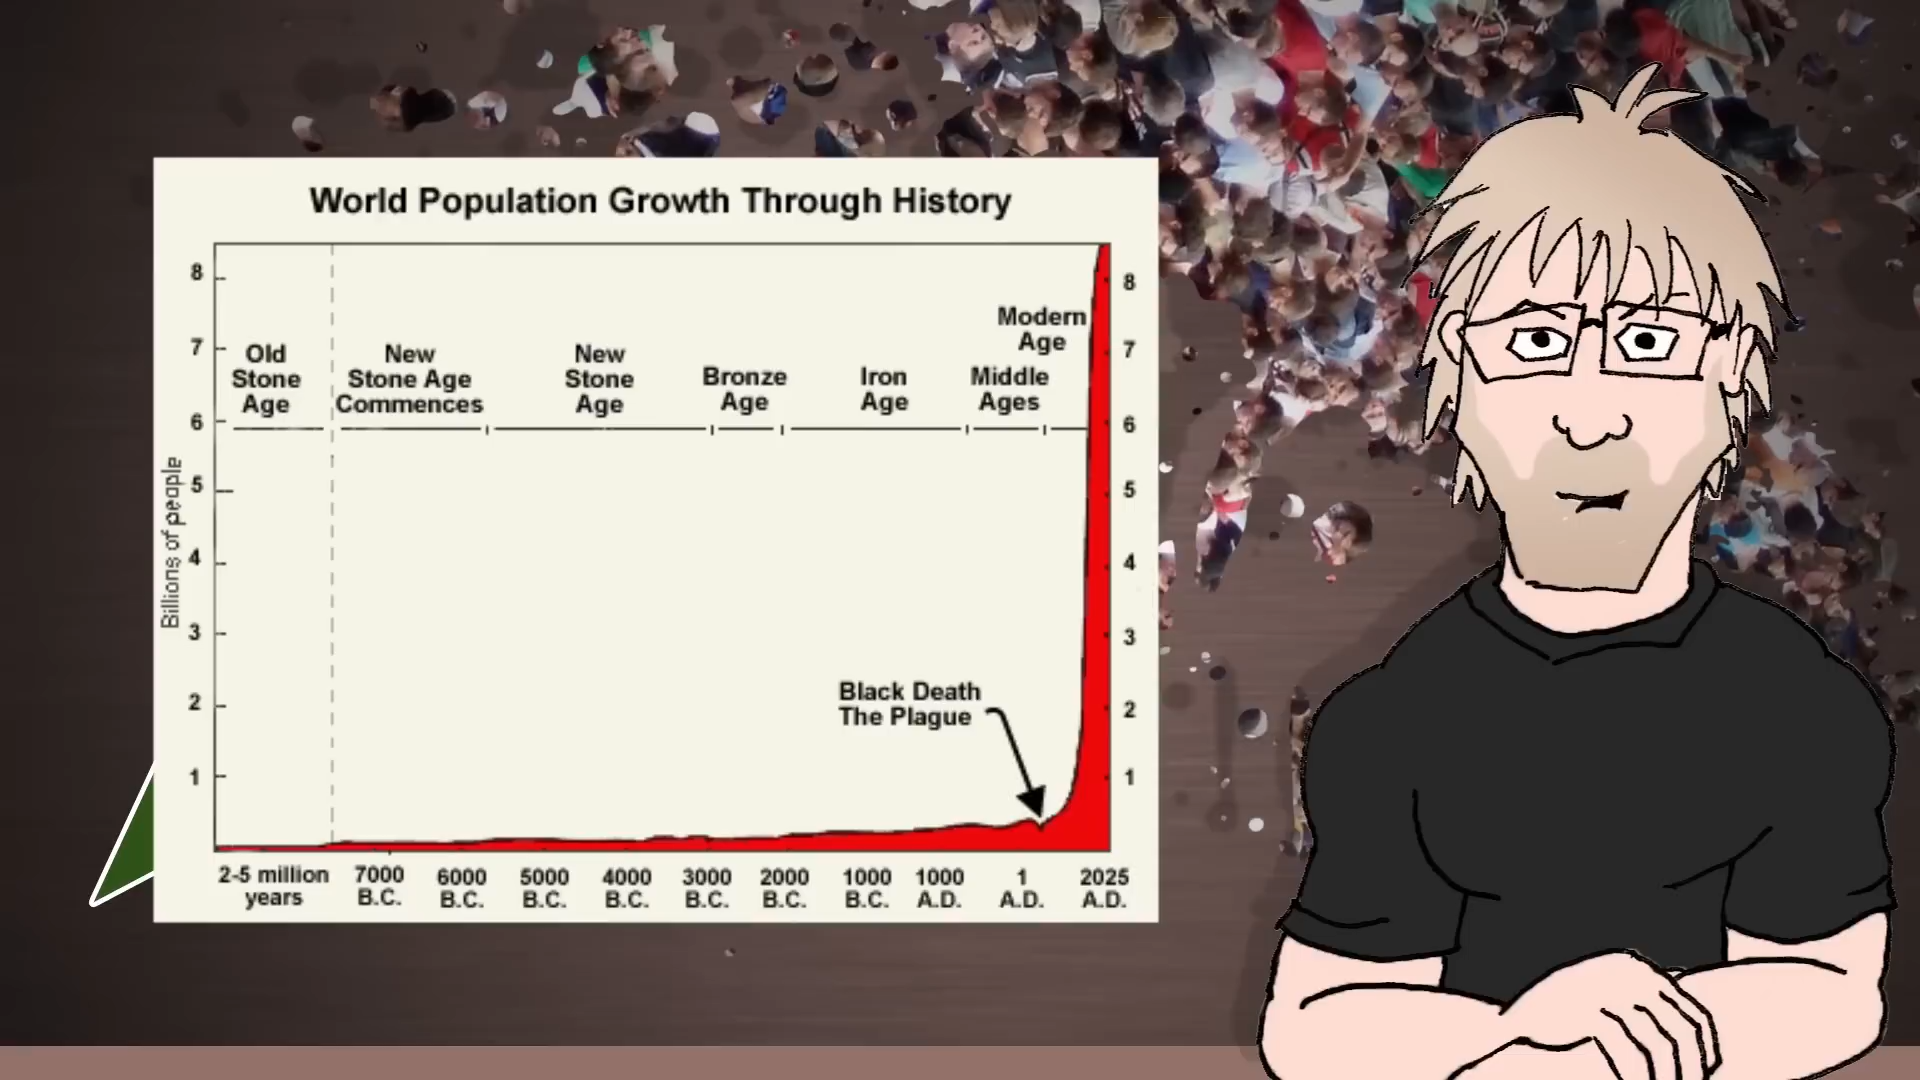 World Population Growth Through History
8
7
6
5
4
3
2
1
Billions of people
Old
Stone
Age
New
Stone Age
Commences
New
Stone
Age
Bronze
Age
Iron
Age
Middle
Ages
Modern
Age
Black Death
The Plague
8
7
6
5
4
3
2
1
2-5 million
years
7000
B.C.
6000
B.C.
5000
B.C.
4000
B.C.
3000
B.C.
2000
B.C.
1000
B.C.
1000
A.D.
1
A.D.
2025
A.D.